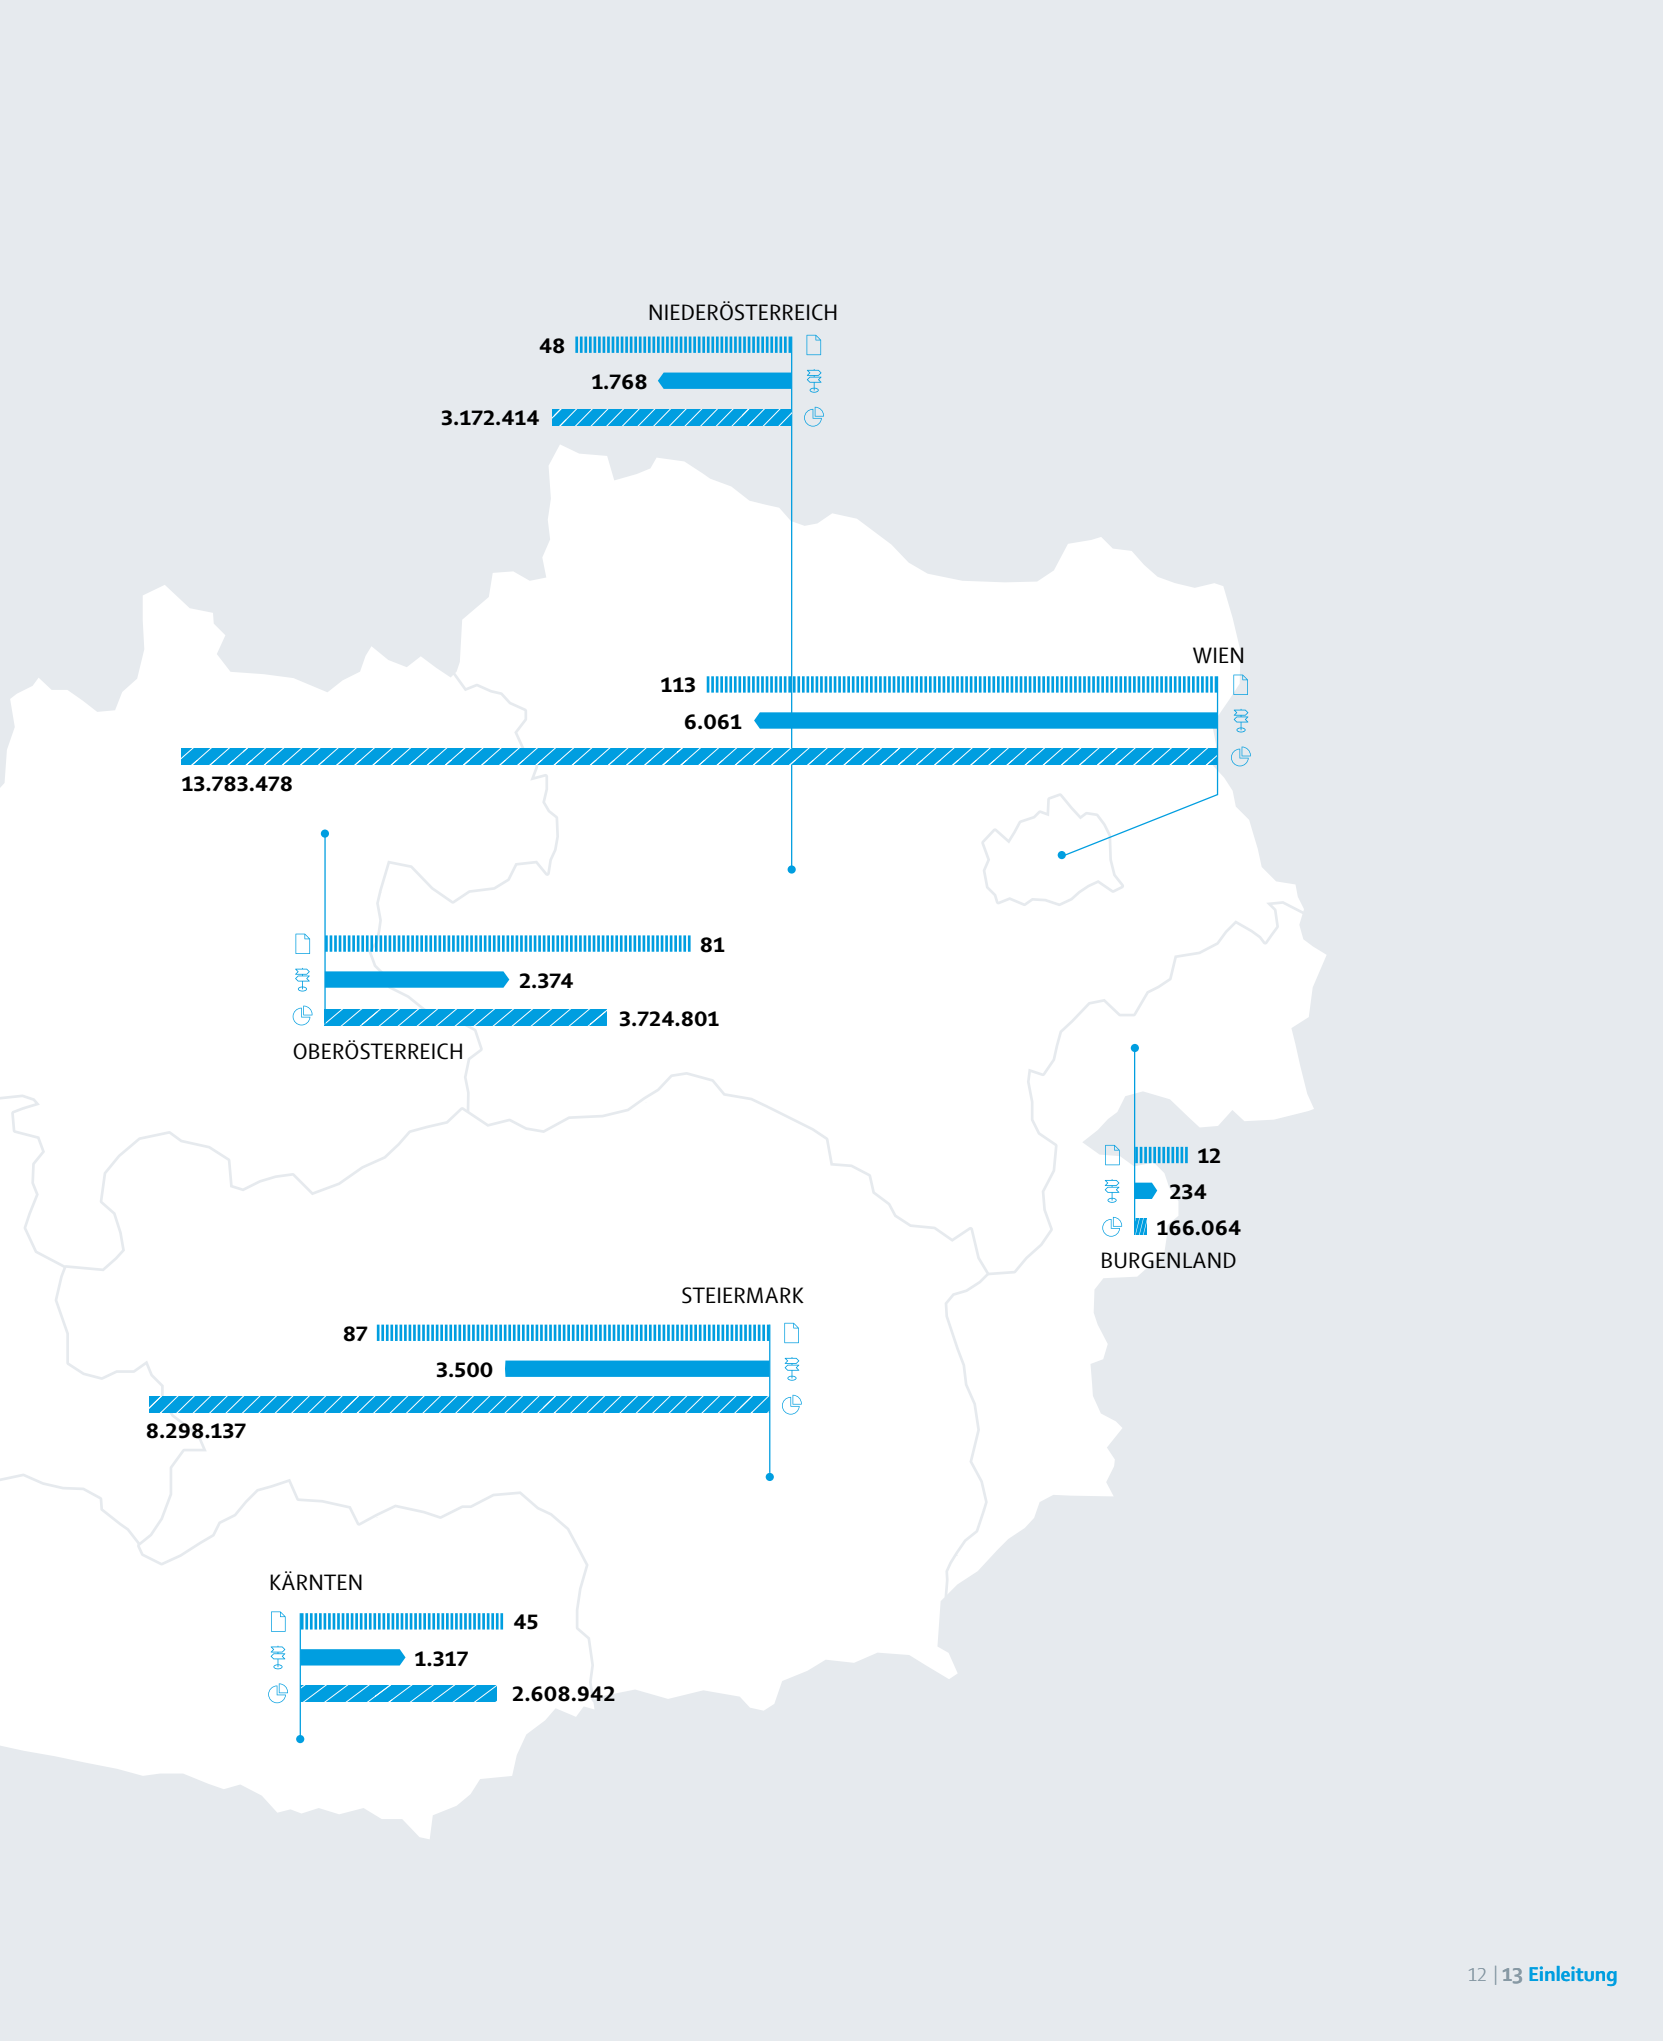 NIEDERÖSTERREICH
48
1.768
3.172.414
WIEN
113
6.061
13.783.478
81
2.374
3.724.801
OBERÖSTERREICH
12
234
166.064
BURGENLAND
STEIERMARK
87
3.500
8.298.137
KÄRNTEN
45
1.317
2.608.942
12 | 13 Einleitung